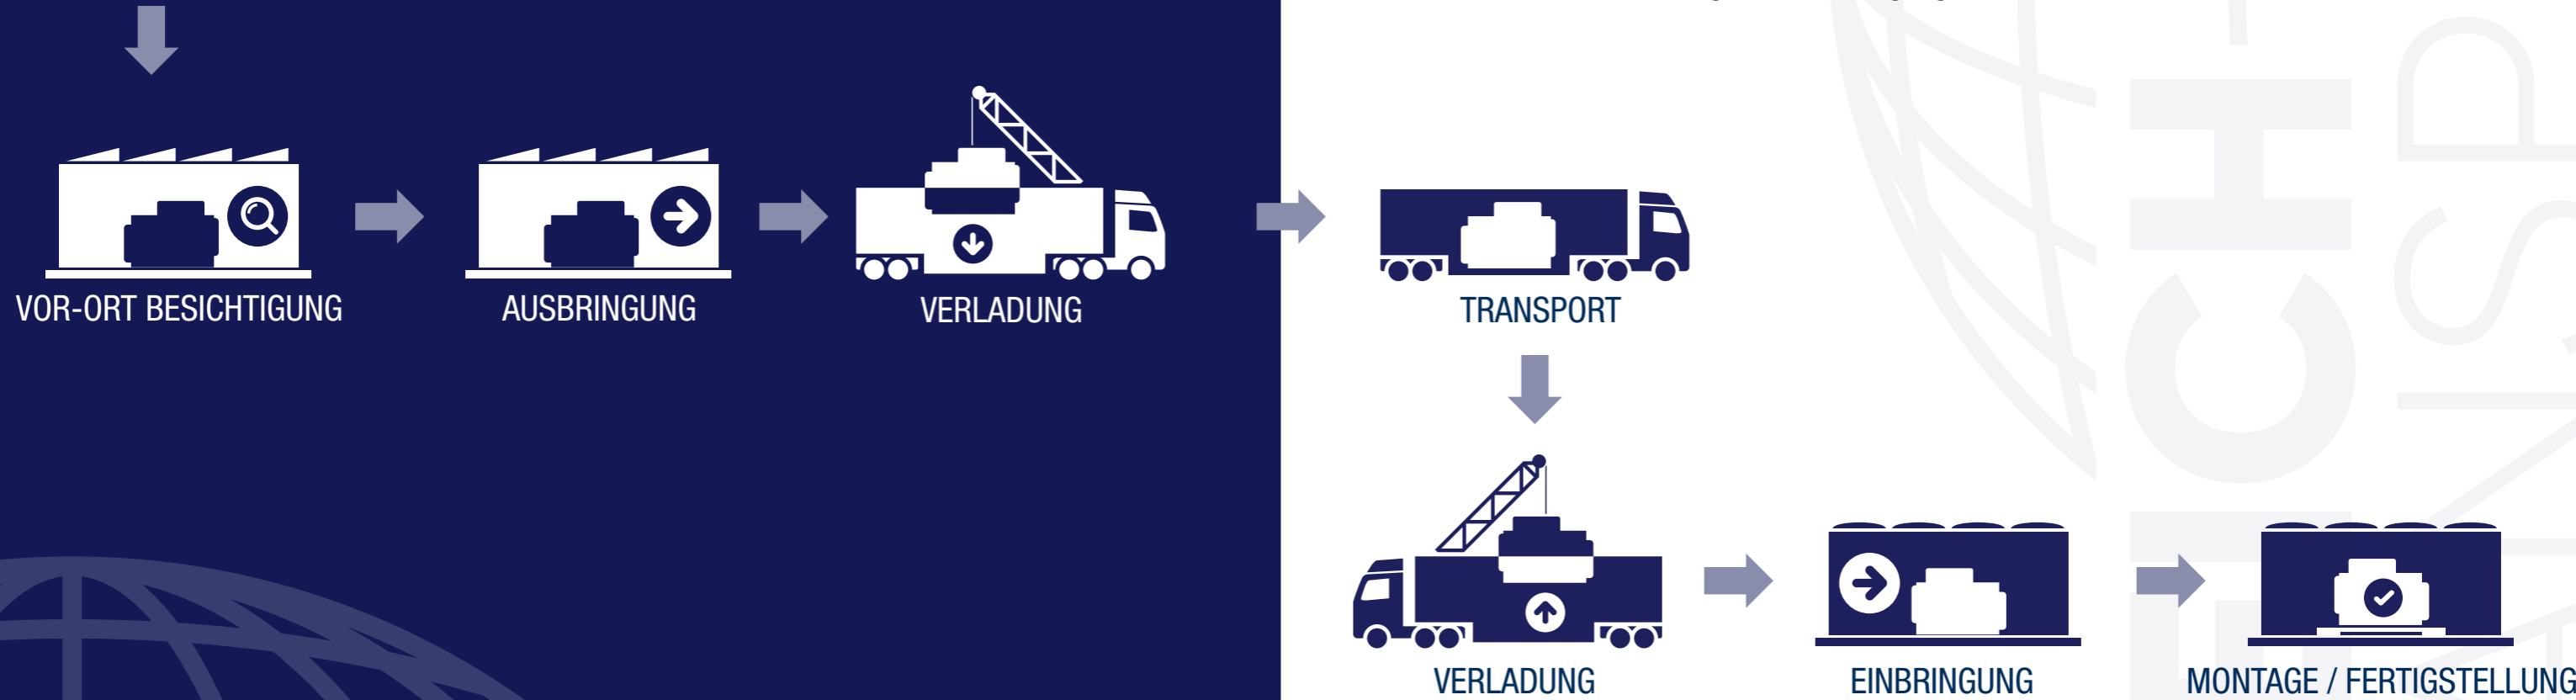 VOR-ORT BESICHTIGUNG
AUSBRINGUNG
VERLADUNG
TRANSPORT
VERLADUNG
EINBRINGUNG
MONTAGE / FERTIGSTELLUNG